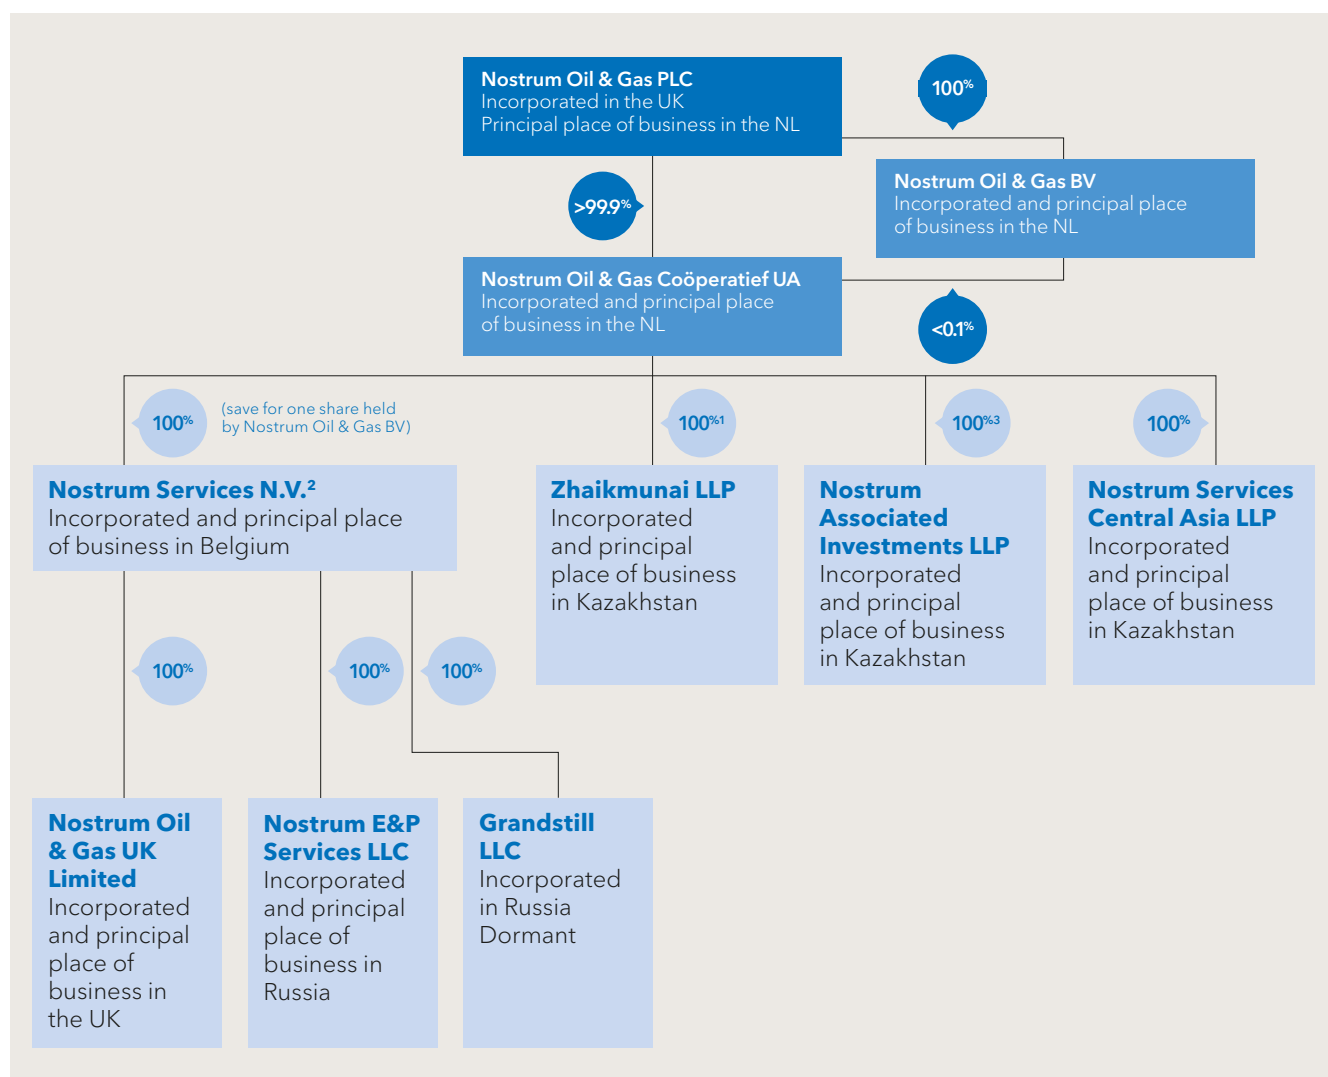 Nostrum Oil & Gas PLC
Incorporated in the UK
Principal place of business in the NL
100%
Nostrum Oil & Gas BV
Incorporated and principal place
of business in the NL
>99.9%
Nostrum Oil & Gas Coöperatief UA
Incorporated and principal place
of business in the NL
<0.1%
100%
(save for one share held
by Nostrum Oil & Gas BV)
100%1
100%3
100%
Nostrum Services N.V.2
Incorporated and principal place
of business in Belgium
Zhaikmunai LLP
Incorporated
and principal
place of business
in Kazakhstan
Nostrum
Associated
Investments LLP
Incorporated
and principal
place of business
in Kazakhstan
Nostrum Services
Central Asia LLP
Incorporated
and principal
place of business
in Kazakhstan
100%
100%
100%
Nostrum Oil
& Gas UK
Limited
Incorporated
and principal
place of
business in
the UK
Nostrum E&P
Services LLC
Incorporated
and principal
place of
business in
Russia
Grandstill
LLC
Incorporated
in Russia
Dormant